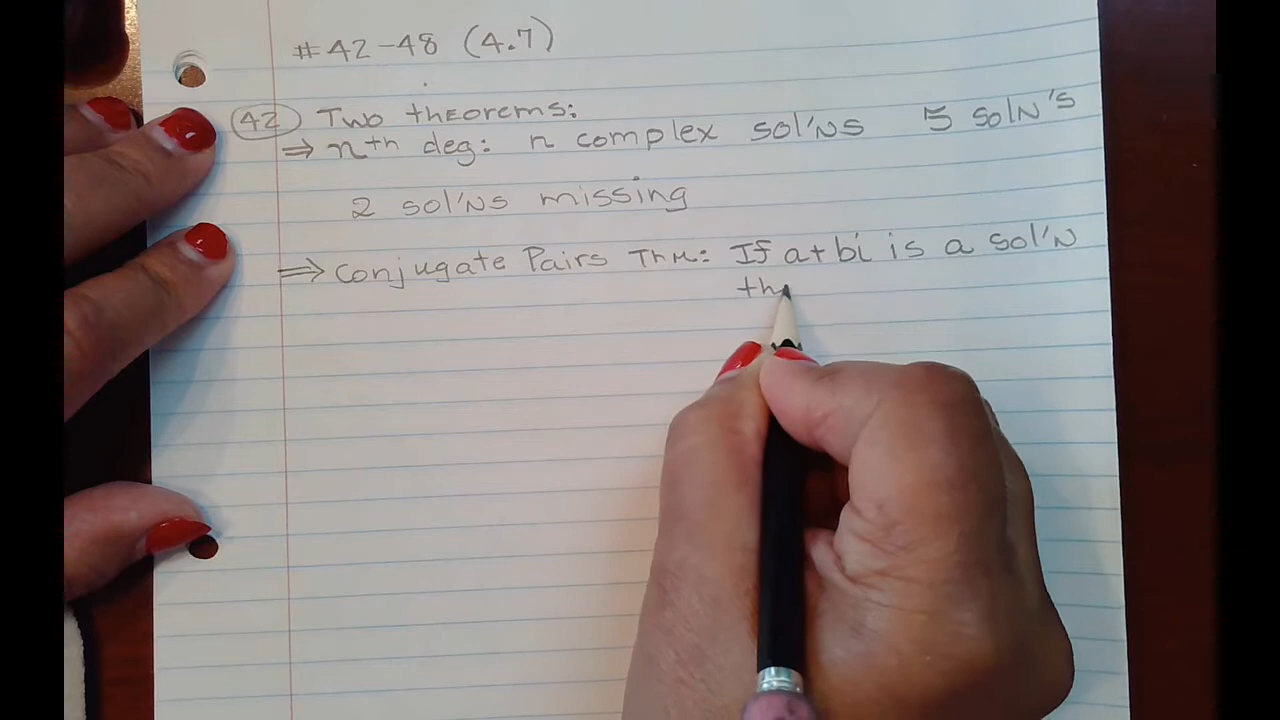 #42-48 (4.7)
42 Two theorems:
⇒ nth deg: n complex sol'ns 5 solN's
2 sol'Ns missing
⇒ conjugate Pairs Thm: If a+bi is a sol'N
th